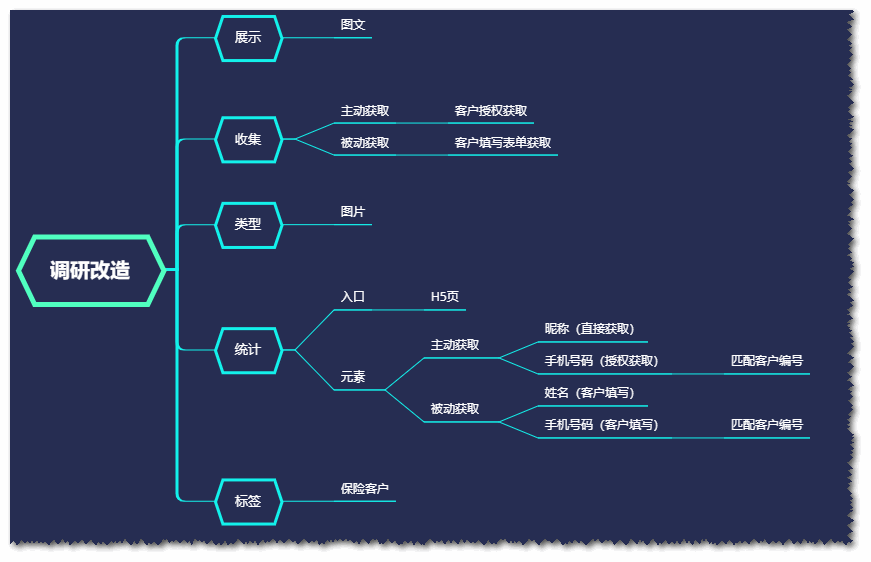 调研改造
展示
图文
收集
主动获取
客户授权获取
被动获取
客户填写表单获取
类型
图片
统计
入口
H5页
元素
主动获取
昵称（直接获取）
手机号码（授权获取）
匹配客户编号
被动获取
姓名（客户填写）
手机号码（客户填写）
匹配客户编号
标签
保险客户